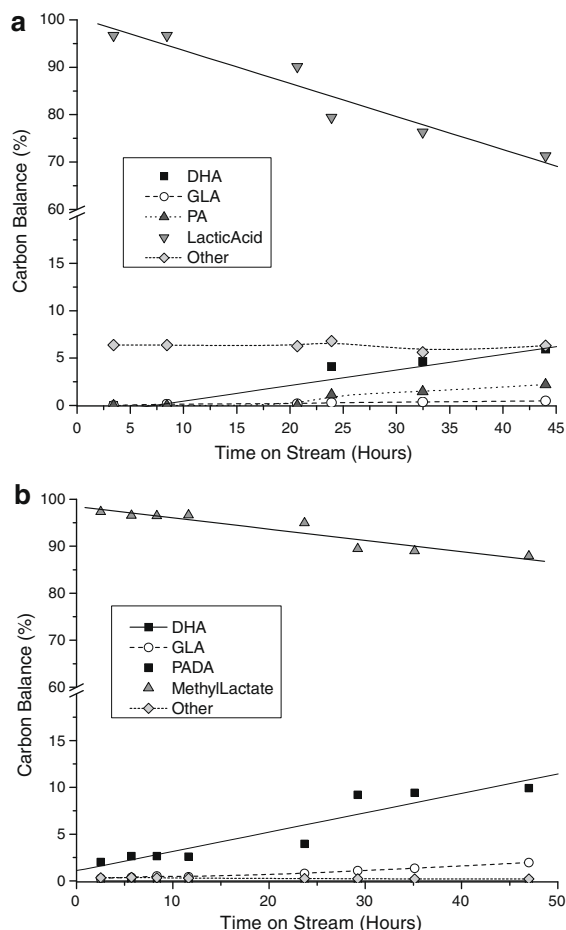 a
100
90
80
70
60
15
10
5
0
Carbon Balance (%)
DHA
GLA
PA
LacticAcid
Other
0 5 10 15 20 25 30 35 40 45
Time on Stream (Hours)
b
100
90
80
70
60
15
10
5
0
Carbon Balance (%)
DHA
GLA
PADA
MethylLactate
Other
0 10 20 30 40 50
Time on Stream (Hours)